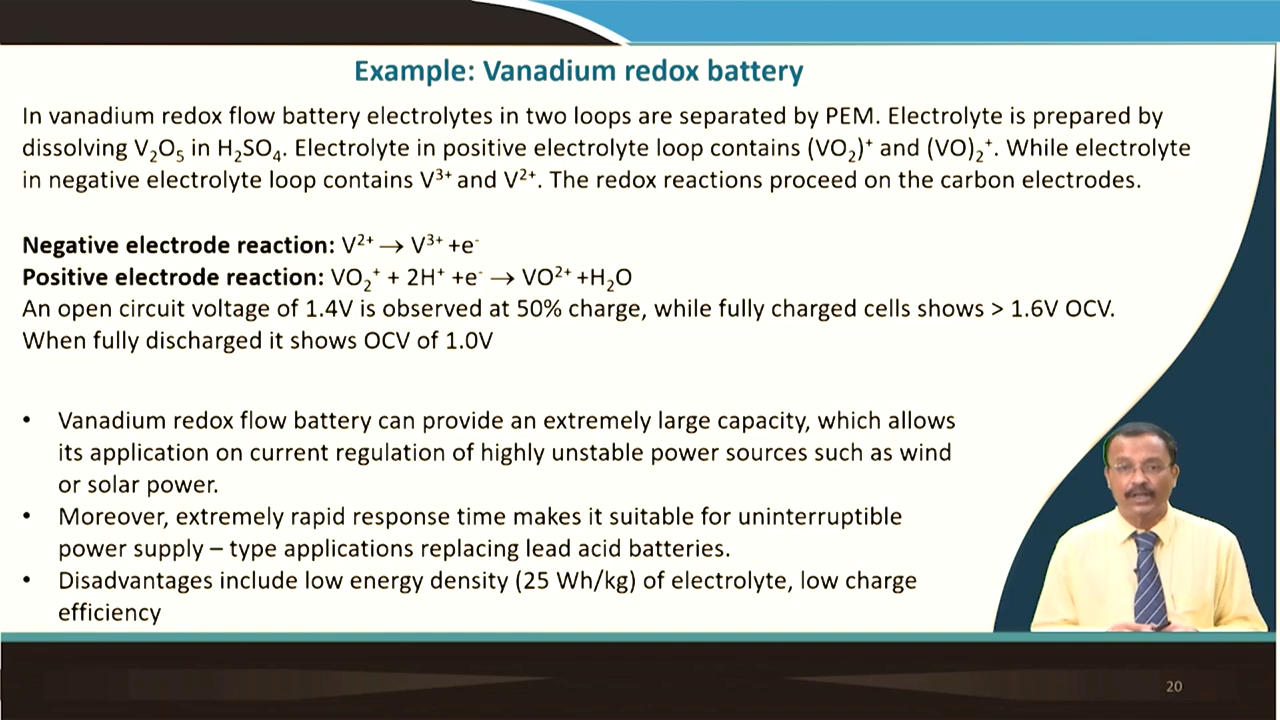 Example: Vanadium redox battery
In vanadium redox flow battery electrolytes in two loops are separated by PEM. Electrolyte is prepared by
dissolving V₂O₅ in H₂SO₄. Electrolyte in positive electrolyte loop contains (VO₂)⁺ and (VO)₂⁺. While electrolyte
in negative electrolyte loop contains V³⁺ and V²⁺. The redox reactions proceed on the carbon electrodes.
Negative electrode reaction: V²⁺ → V³⁺ +e⁻
Positive electrode reaction: VO₂⁺ + 2H⁺ +e⁻ → VO²⁺ +H₂O
An open circuit voltage of 1.4V is observed at 50% charge, while fully charged cells shows > 1.6V OCV.
When fully discharged it shows OCV of 1.0V
• Vanadium redox flow battery can provide an extremely large capacity, which allows
its application on current regulation of highly unstable power sources such as wind
or solar power.
• Moreover, extremely rapid response time makes it suitable for uninterruptible
power supply – type applications replacing lead acid batteries.
• Disadvantages include low energy density (25 Wh/kg) of electrolyte, low charge
efficiency
20